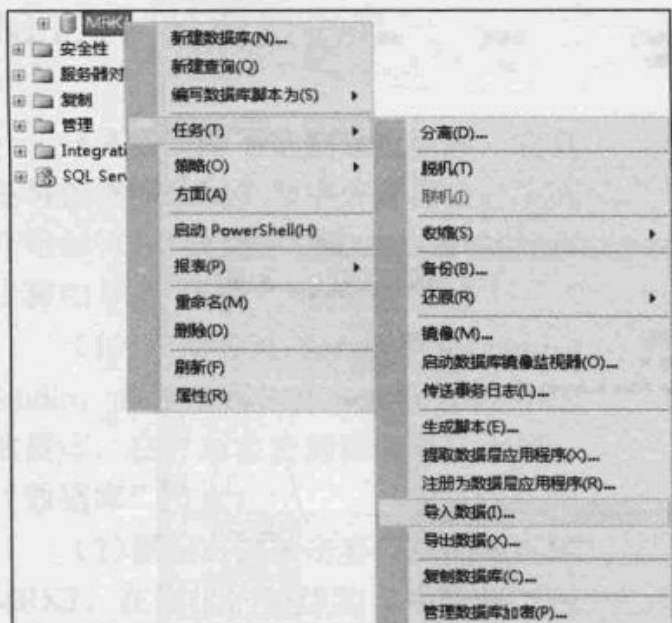 MRKJ
安全性
服务器对
复制
管理
Integrati
SQL Serv
新建数据库(N)...
新建查询(Q)
编写数据库脚本为(S)
任务(T)
策略(O)
方面(A)
启动 PowerShell(H)
报表(P)
重命名(M)
删除(D)
刷新(F)
属性(R)
分离(D)...
脱机(T)
联机(I)
收缩(S)
备份(B)...
还原(R)
镜像(M)...
启动数据库镜像监视器(O)...
传送事务日志(L)...
生成脚本(E)...
提取数据层应用程序(X)...
注册为数据层应用程序(R)...
导入数据(I)...
导出数据(X)...
复制数据库(C)...
管理数据库加密(P)...